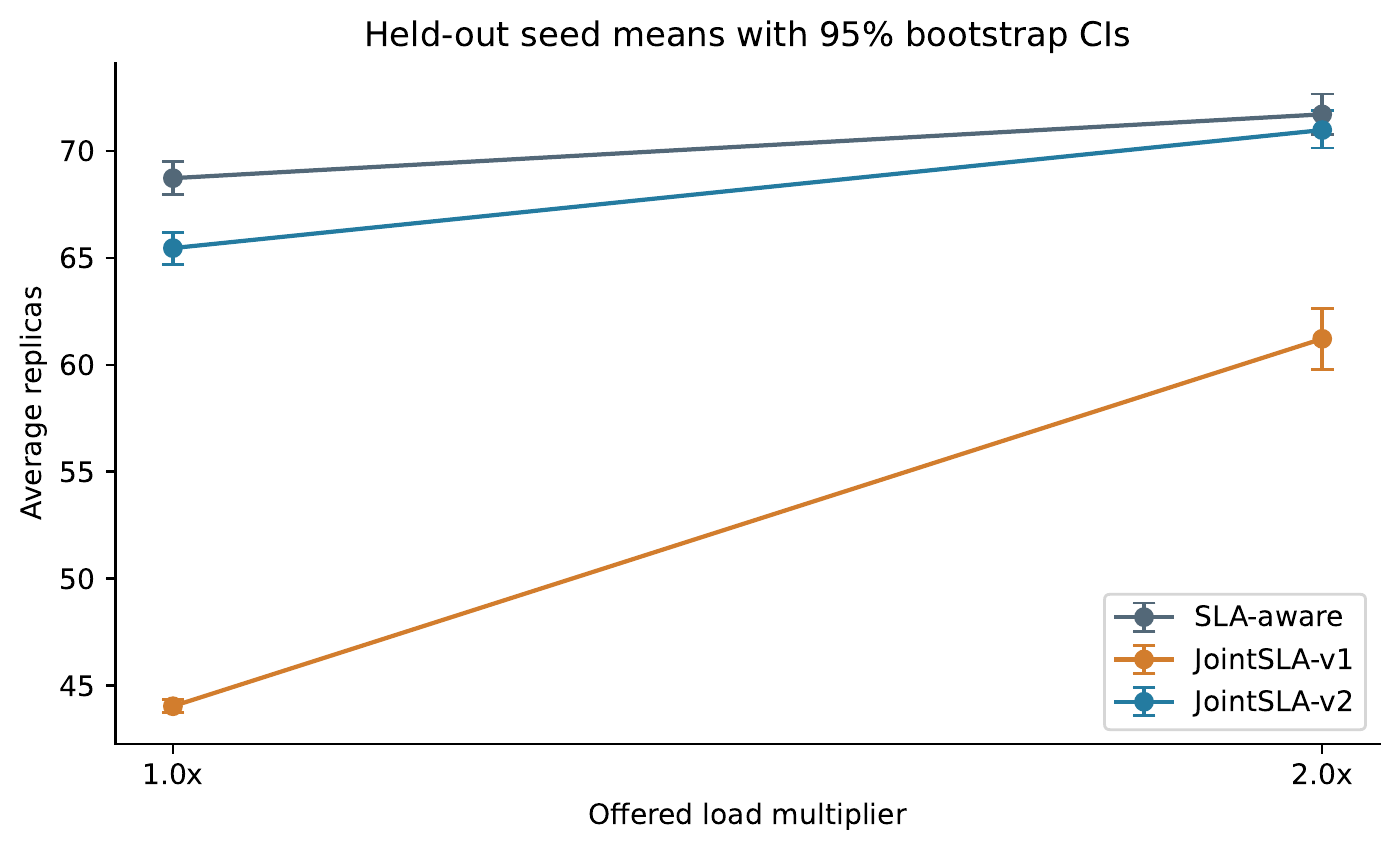 Held-out seed means with 95% bootstrap CIs
Average replicas
70
65
60
55
50
45
1.0x
2.0x
Offered load multiplier
SLA-aware
JointSLA-v1
JointSLA-v2